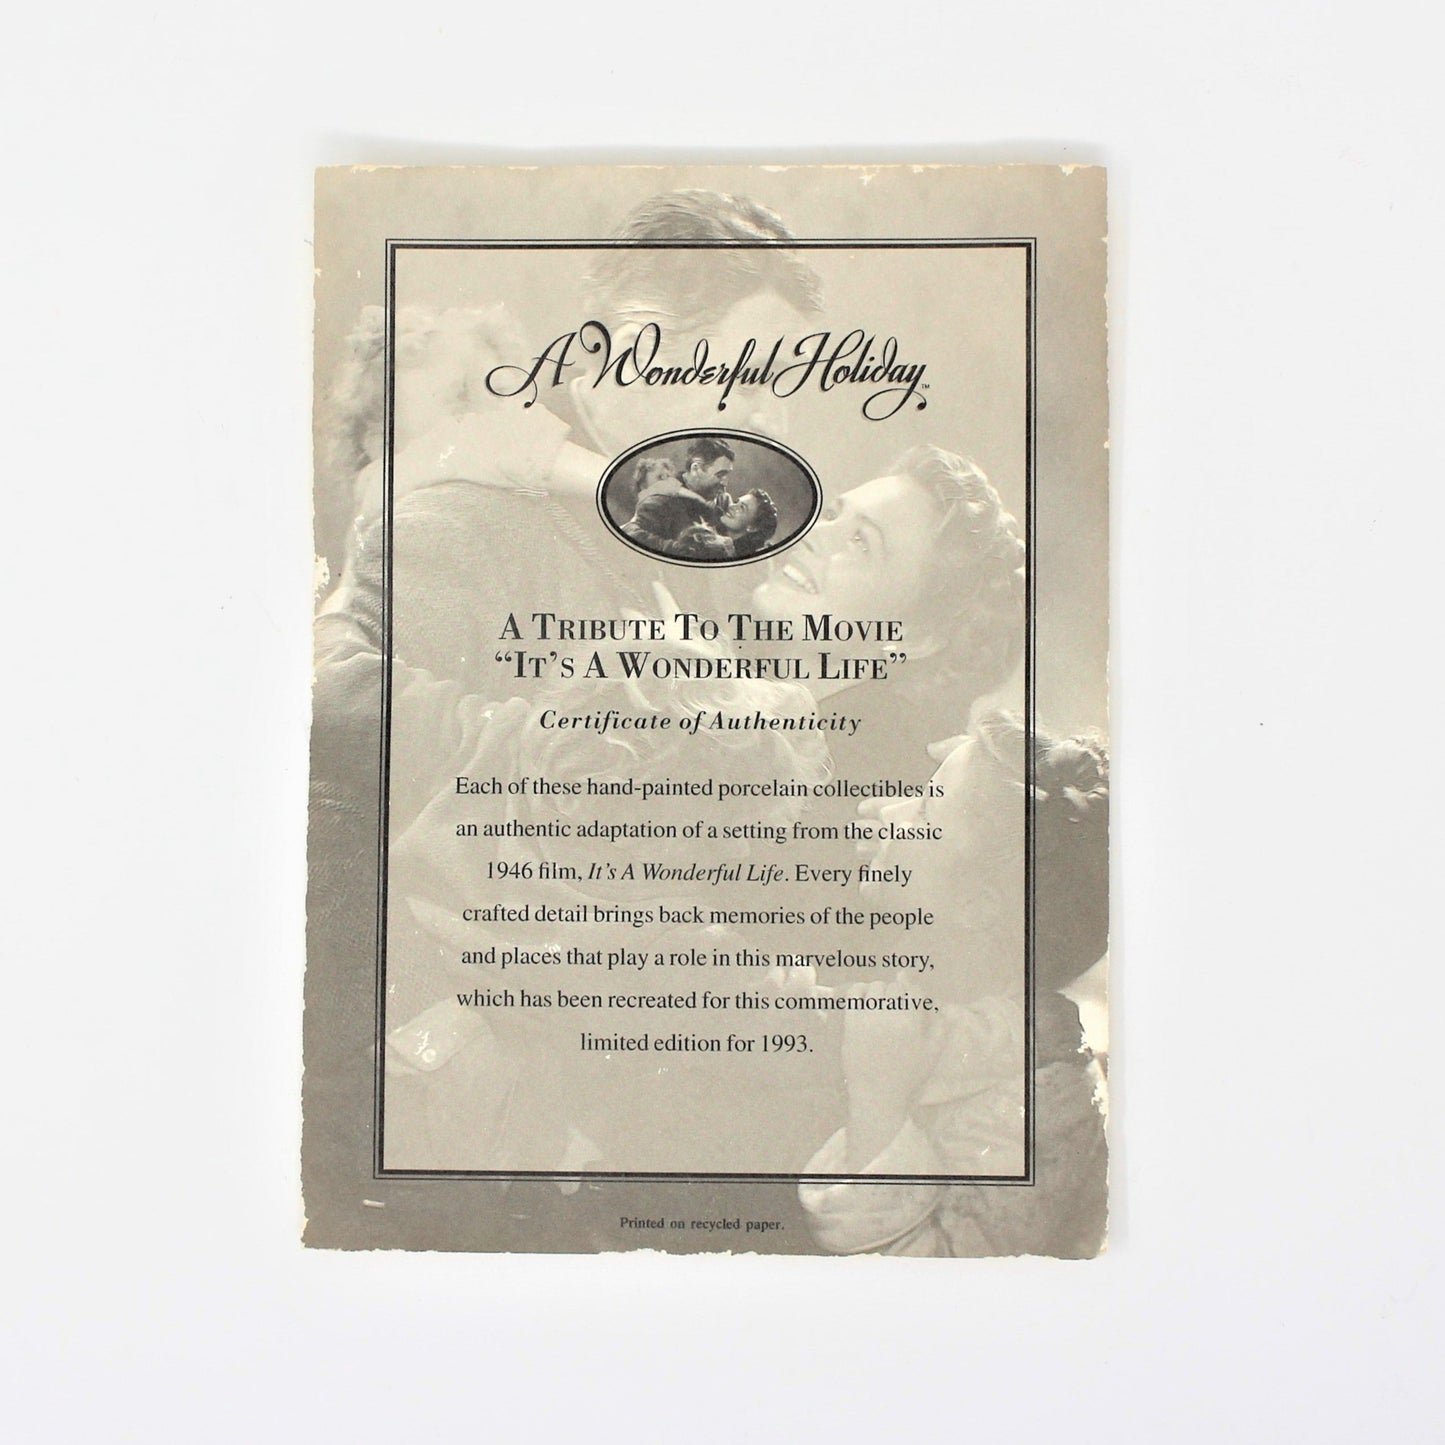 A Wonderful Holiday™
A TRIBUTE TO THE MOVIE
“IT’S A WONDERFUL LIFE”
Certificate of Authenticity
Each of these hand-painted porcelain collectibles is
an authentic adaptation of a setting from the classic
1946 film, It’s A Wonderful Life. Every finely
crafted detail brings back memories of the people
and places that play a role in this marvelous story,
which has been recreated for this commemorative,
limited edition for 1993.
Printed on recycled paper.